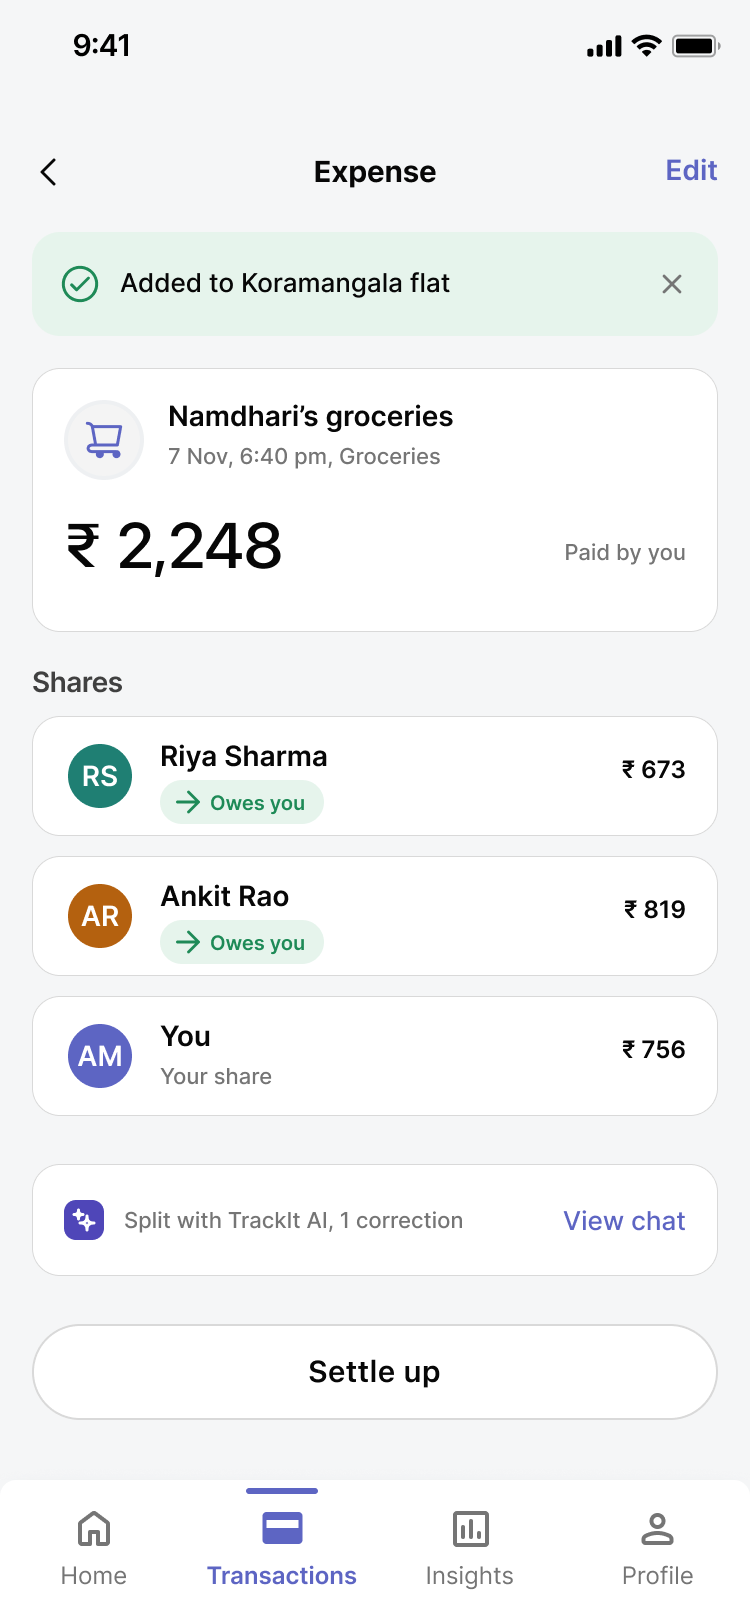 9:41
Expense
Edit
Added to Koramangala flat
Namdhari’s groceries
7 Nov, 6:40 pm, Groceries
₹ 2,248
Paid by you
Shares
RS
Riya Sharma
Owes you
₹ 673
AR
Ankit Rao
Owes you
₹ 819
AM
You
Your share
₹ 756
Split with TrackIt AI, 1 correction
View chat
Settle up
Home
Transactions
Insights
Profile